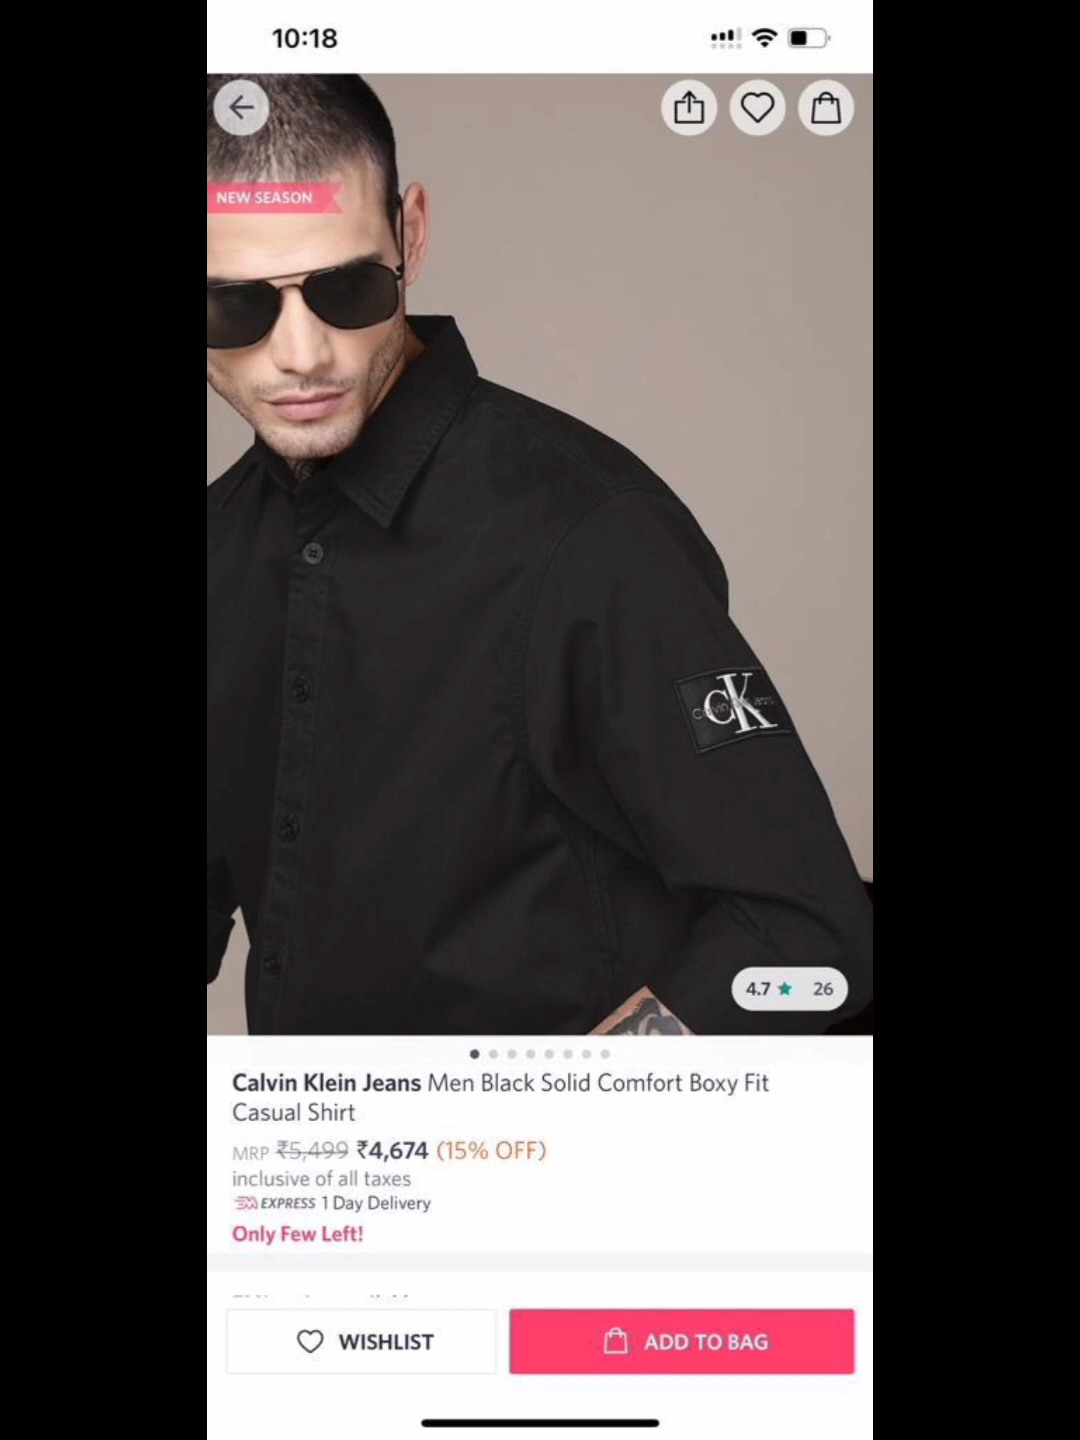 10:18
NEW SEASON
CK
Calvin Jeans
4.7 ★ 26
Calvin Klein Jeans Men Black Solid Comfort Boxy Fit
Casual Shirt
MRP ₹5,499 ₹4,674 (15% OFF)
inclusive of all taxes
EXPRESS 1 Day Delivery
Only Few Left!
WISHLIST
ADD TO BAG